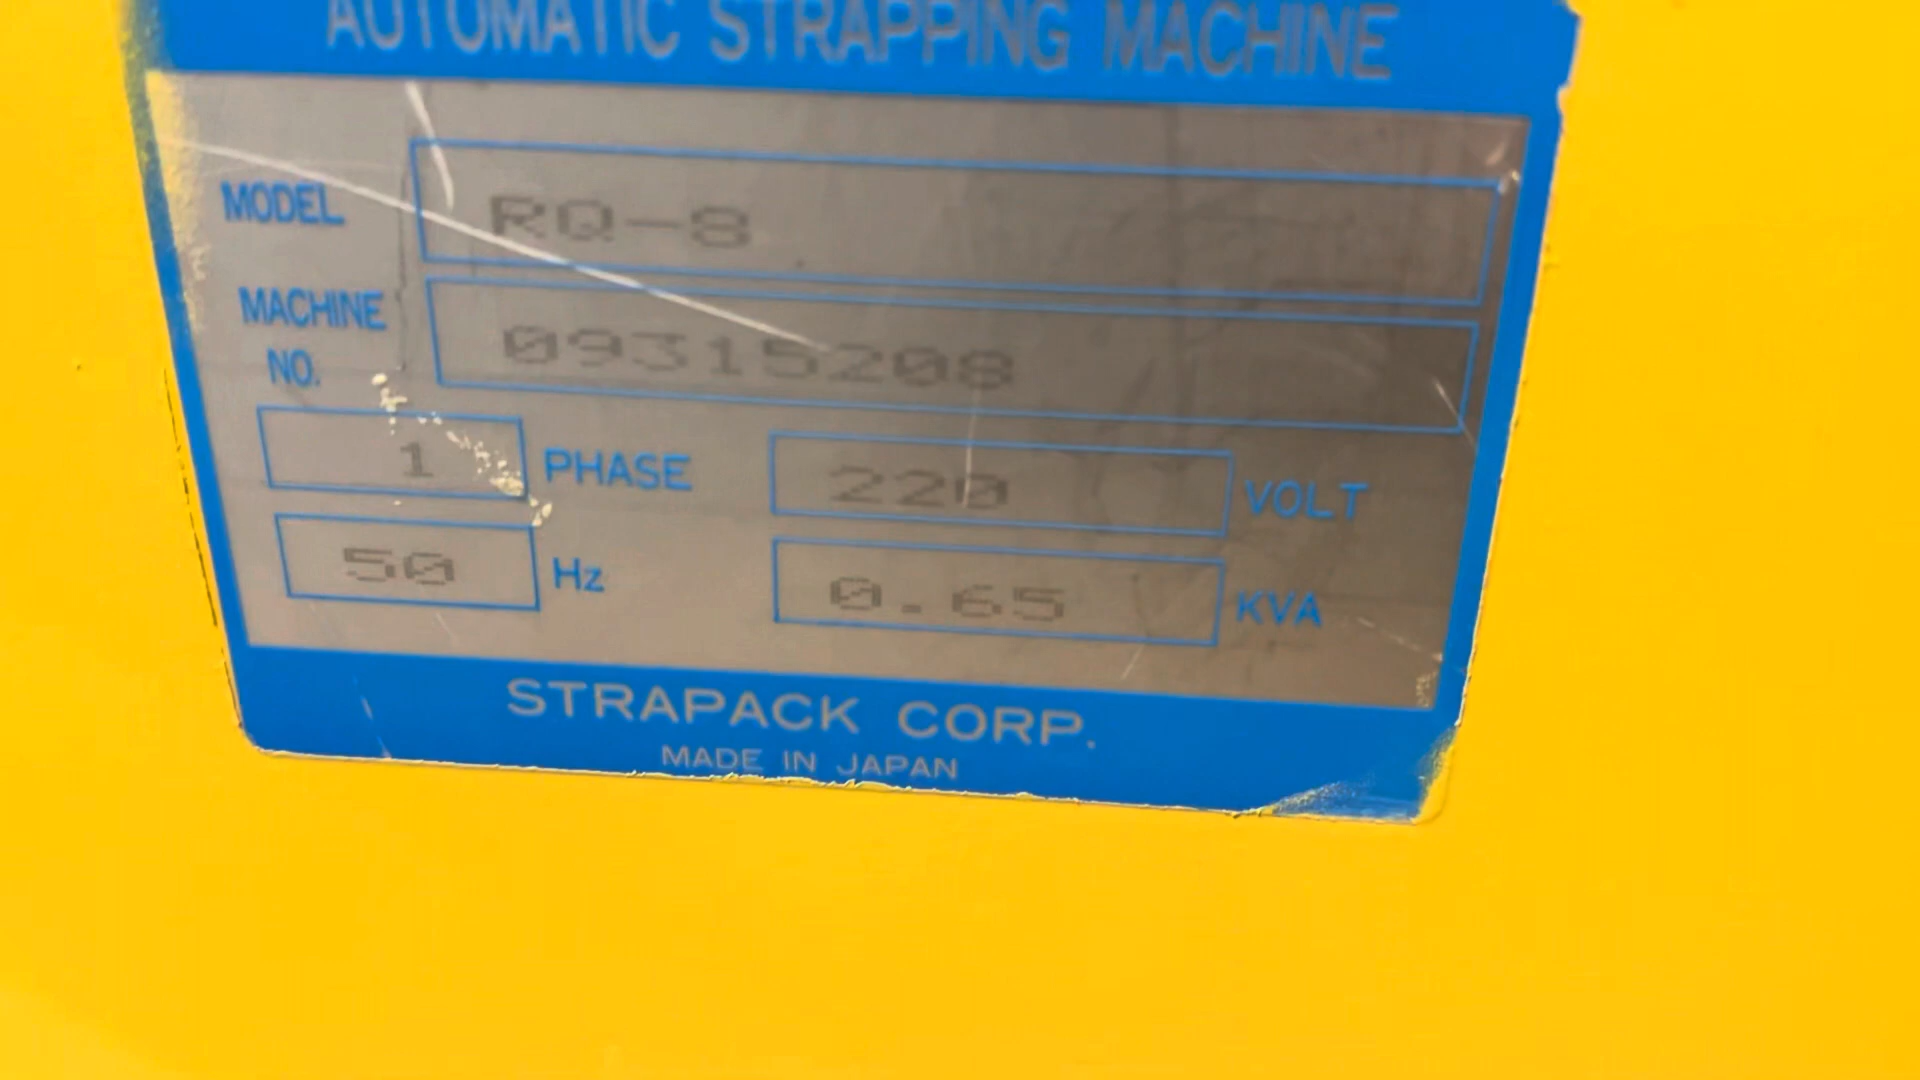 AUTOMATIC STRAPPING MACHINE
MODEL RQ-8
MACHINE NO. 09315208
1 PHASE 220 VOLT
50 Hz 0.65 KVA
STRAPACK CORP.
MADE IN JAPAN